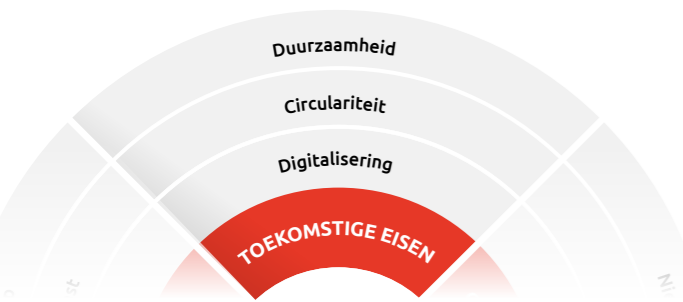 Duurzaamheid
Circulariteit
Digitalisering
TOEKOMSTIGE EISEN